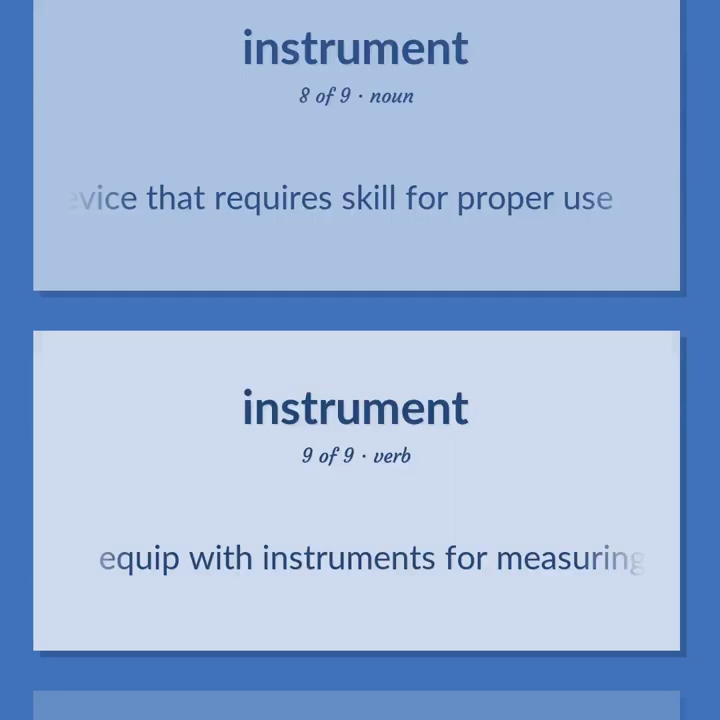 instrument
8 of 9 · noun
evice that requires skill for proper use
instrument
9 of 9 · verb
equip with instruments for measuring